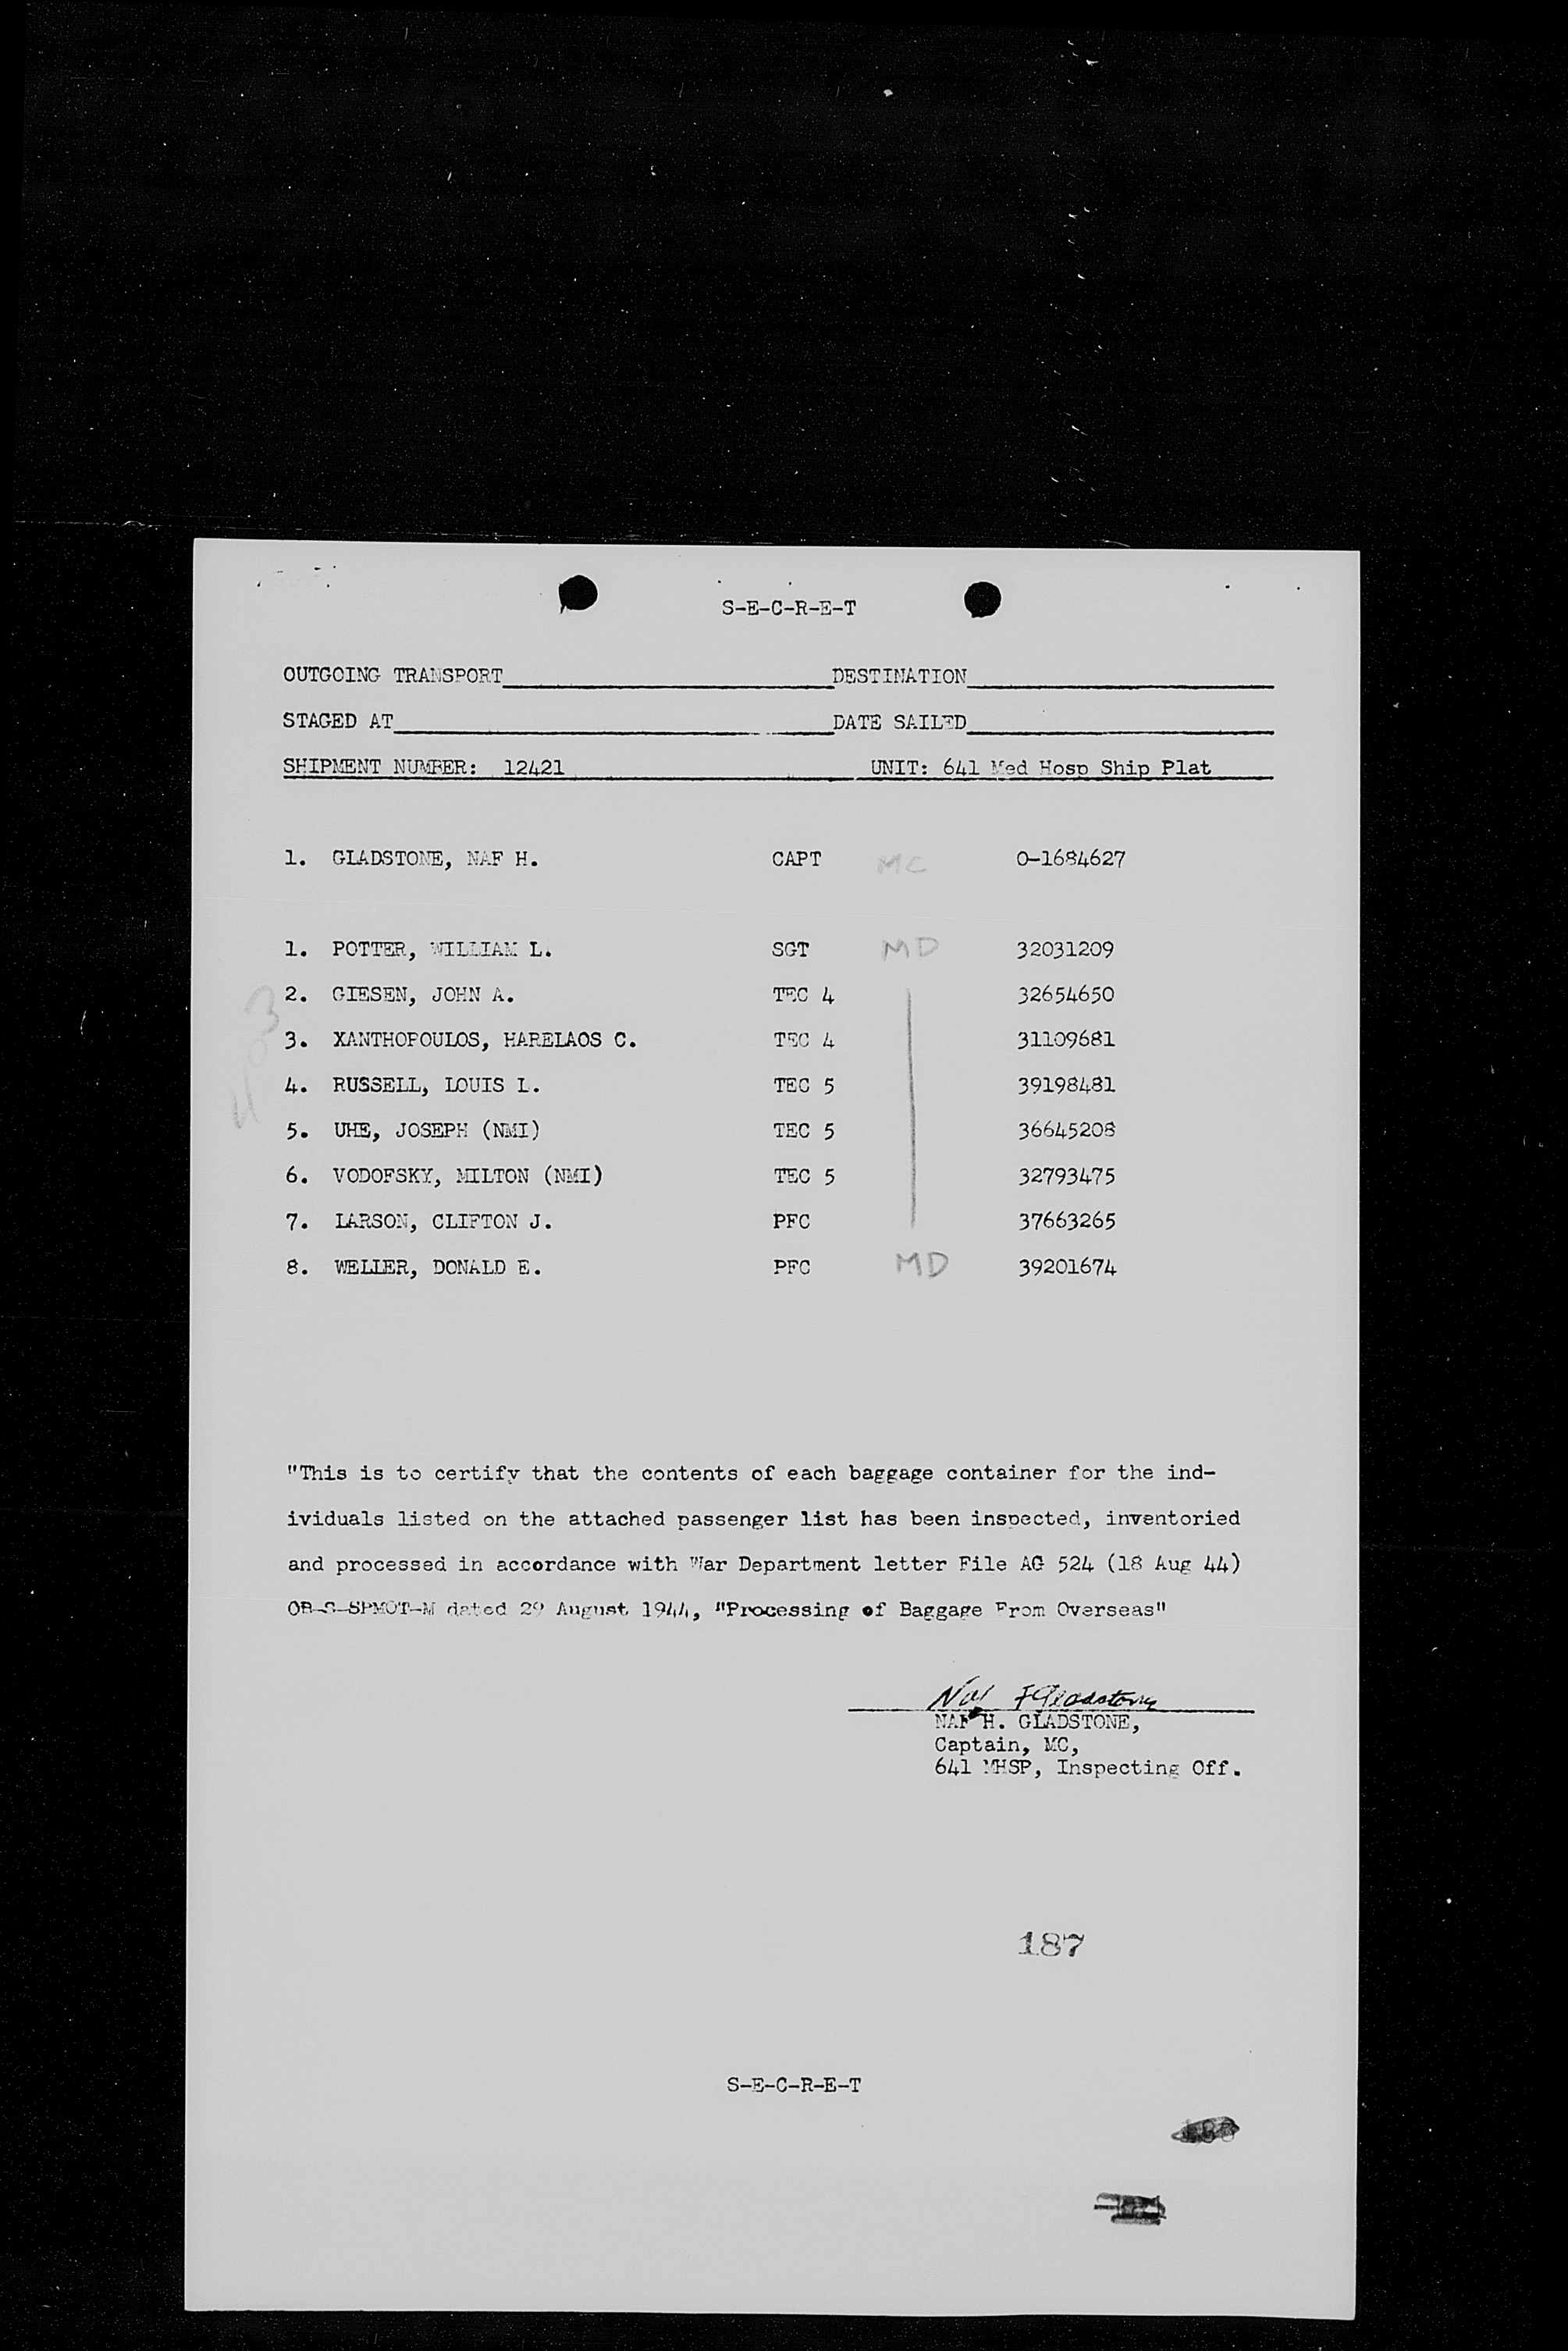 S-E-C-R-E-T
OUTGOING TRANSPORT DESTINATION
STAGED AT DATE SAILED
SHIPMENT NUMBER: 12421 UNIT: 641 Med Hosp Ship Plat
1. GLADSTONE, NAF H. CAPT MC O-1684627
1. POTTER, WILLIAM L. SGT MD 32031209
2. GIESEN, JOHN A. TEC 4 32654650
3. XANTHOPOULOS, HARELAOS C. TEC 4 31109681
4. RUSSELL, LOUIS L. TEC 5 39198481
5. UHE, JOSEPH (NMI) TEC 5 36645208
6. VODOFSKY, MILTON (NMI) TEC 5 32793475
7. LARSON, CLIFTON J. PFC 37663265
8. WELLER, DONALD E. PFC MD 39201674
"This is to certify that the contents of each baggage container for the ind-
ividuals listed on the attached passenger list has been inspected, inventoried
and processed in accordance with War Department letter File AG 524 (18 Aug 44)
OB-S-SPMOT-M dated 29 August 1944, "Processing of Baggage From Overseas"
NAF H. GLADSTONE,
Captain, MC,
641 MHSP, Inspecting Off.
187
S-E-C-R-E-T